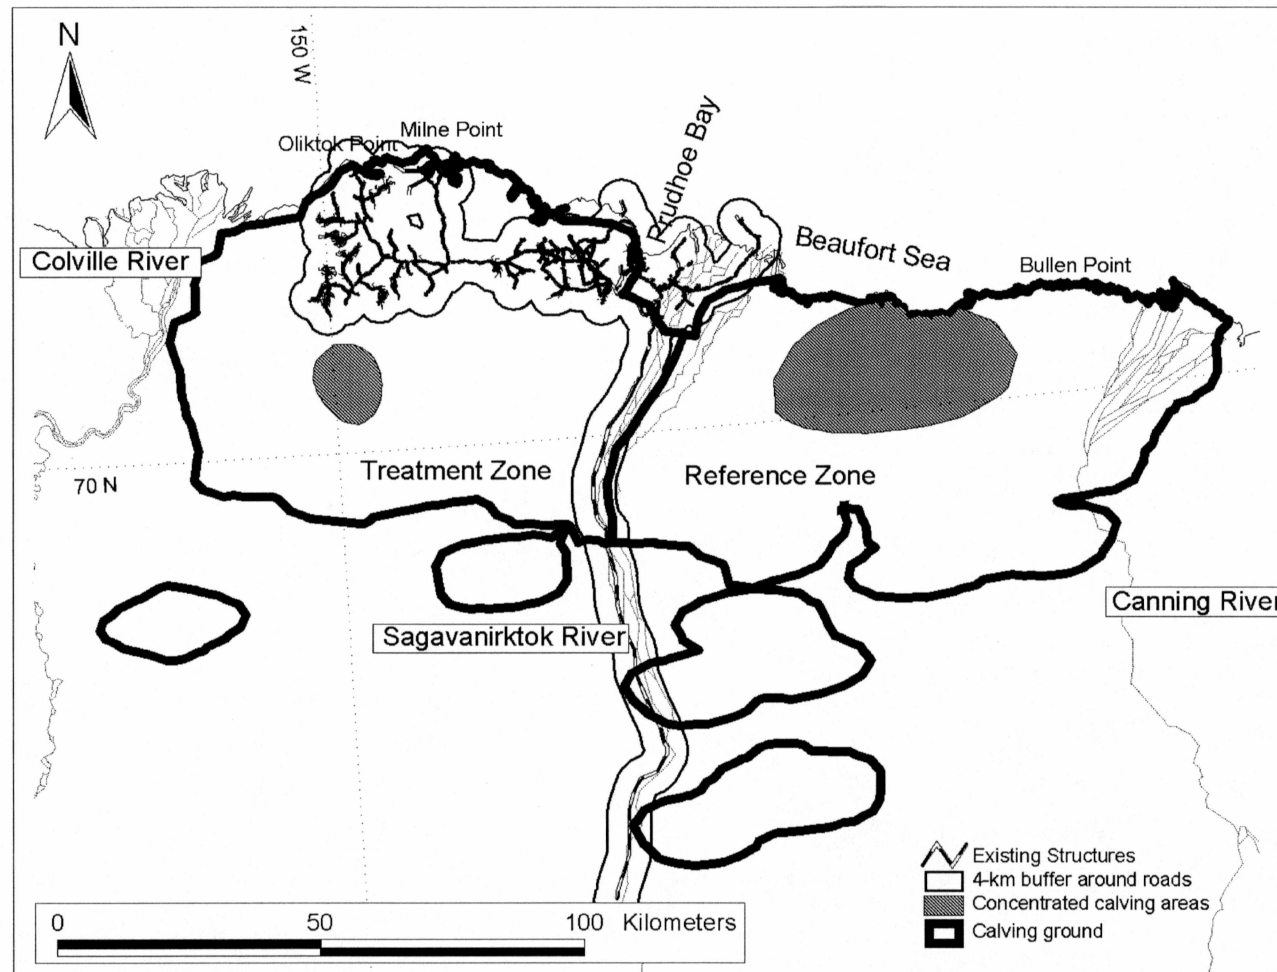 N
150 W
Milne Point
Oliktok Point
Prudhoe Bay
Beaufort Sea
Bullen Point
Colville River
Treatment Zone
Reference Zone
70 N
Canning River
Sagavanirktok River
Existing Structures
4-km buffer around roads
Concentrated calving areas
Calving ground
0 50 100 Kilometers